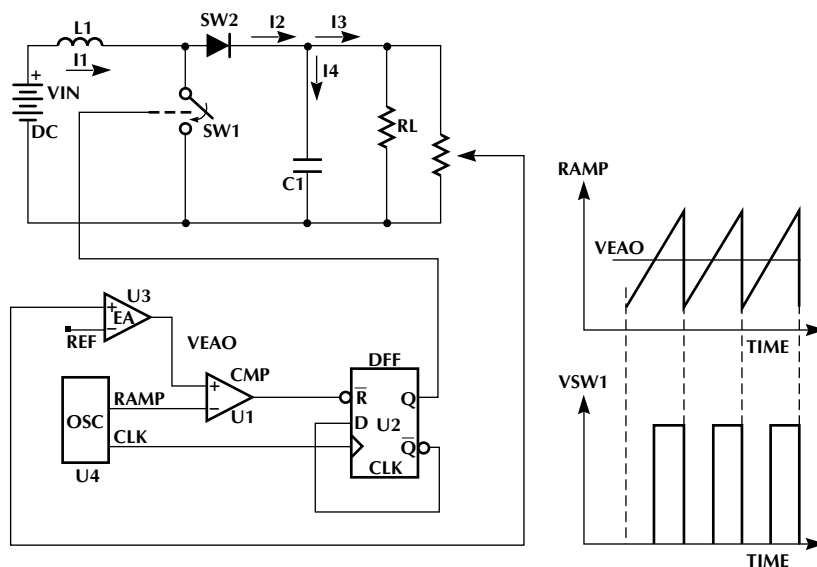 L1
SW2
I2
I3
I1
I4
+
VIN
DC
SW1
RL
C1
RAMP
VEAO
TIME
U3
+
EA
−
REF
VEAO
DFF
CMP
+
−
U1
R
Q
D
U2
Q
CLK
OSC
RAMP
CLK
U4
VSW1
TIME